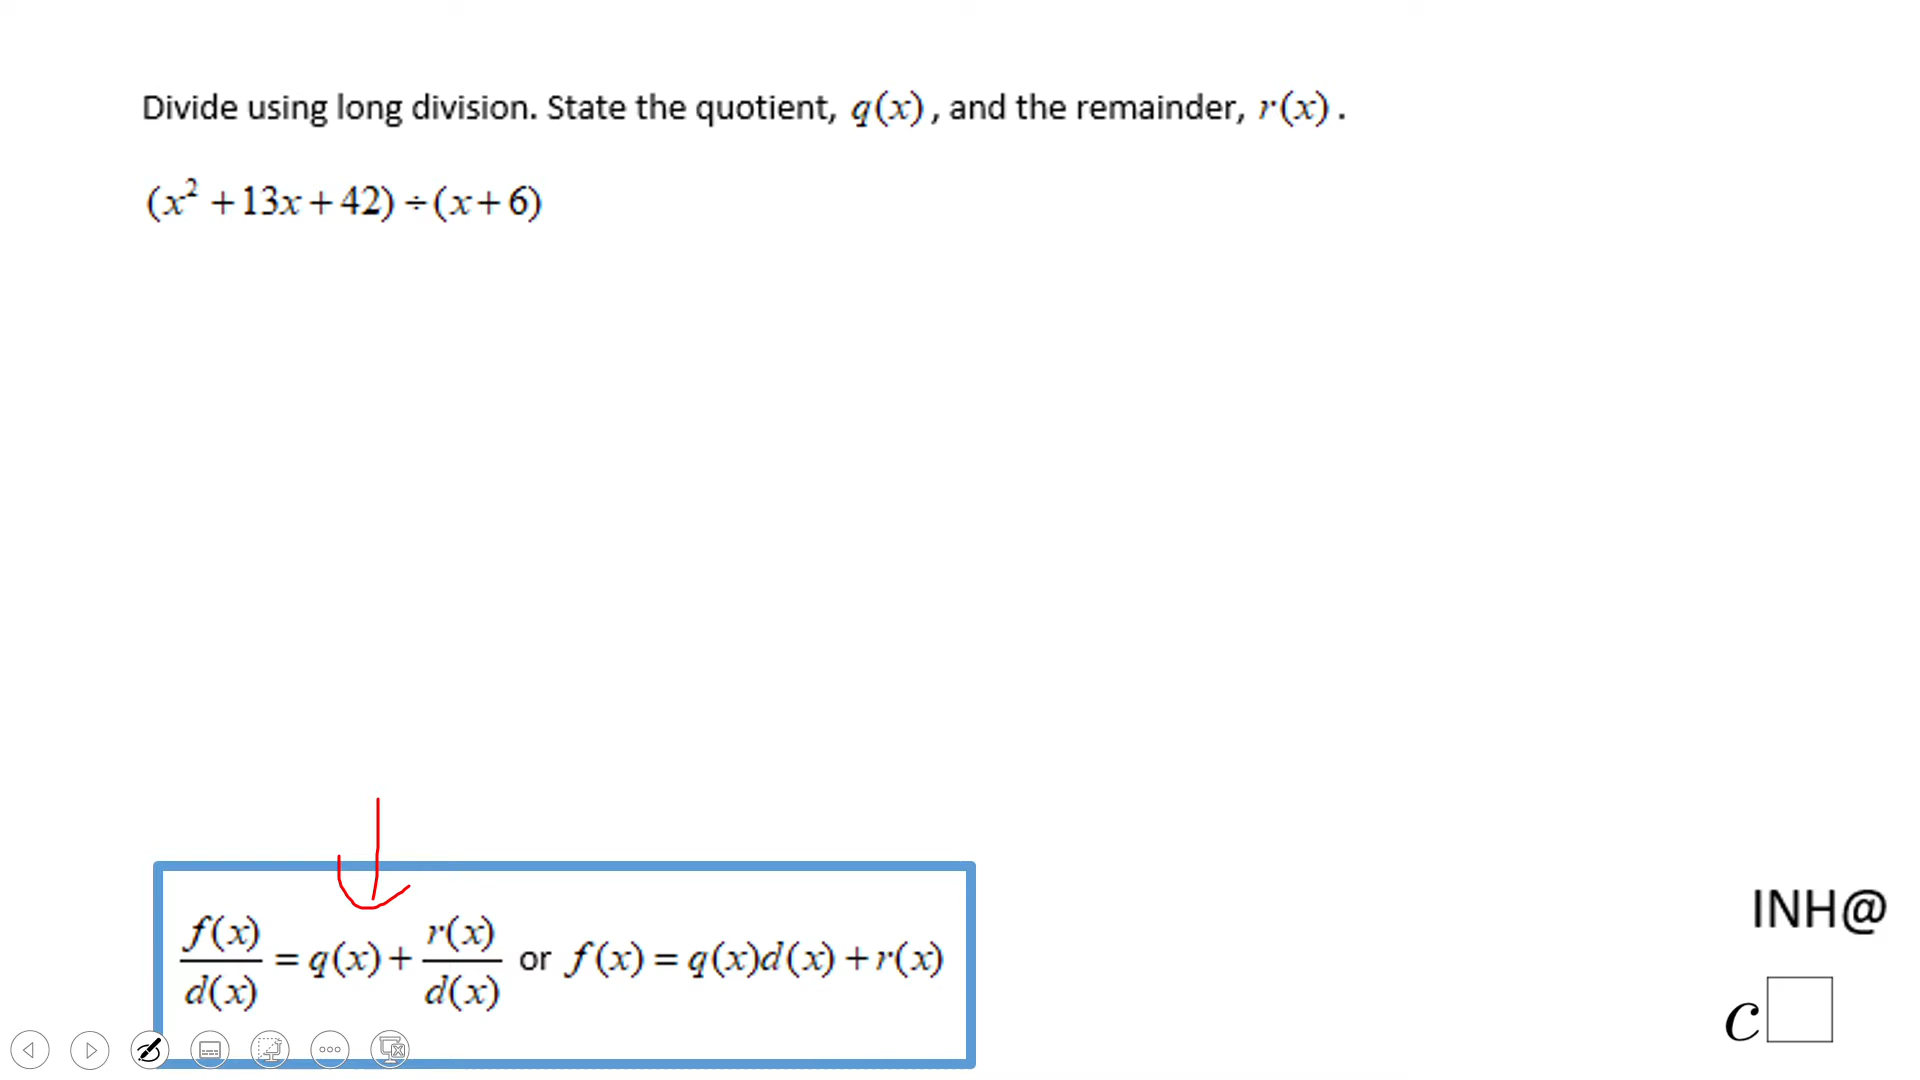 Divide using long division. State the quotient, q(x), and the remainder, r(x).
(x² + 13x + 42) ÷ (x + 6)
f(x)/d(x) = q(x) + r(x)/d(x) or f(x) = q(x)d(x) + r(x)
INH@
c